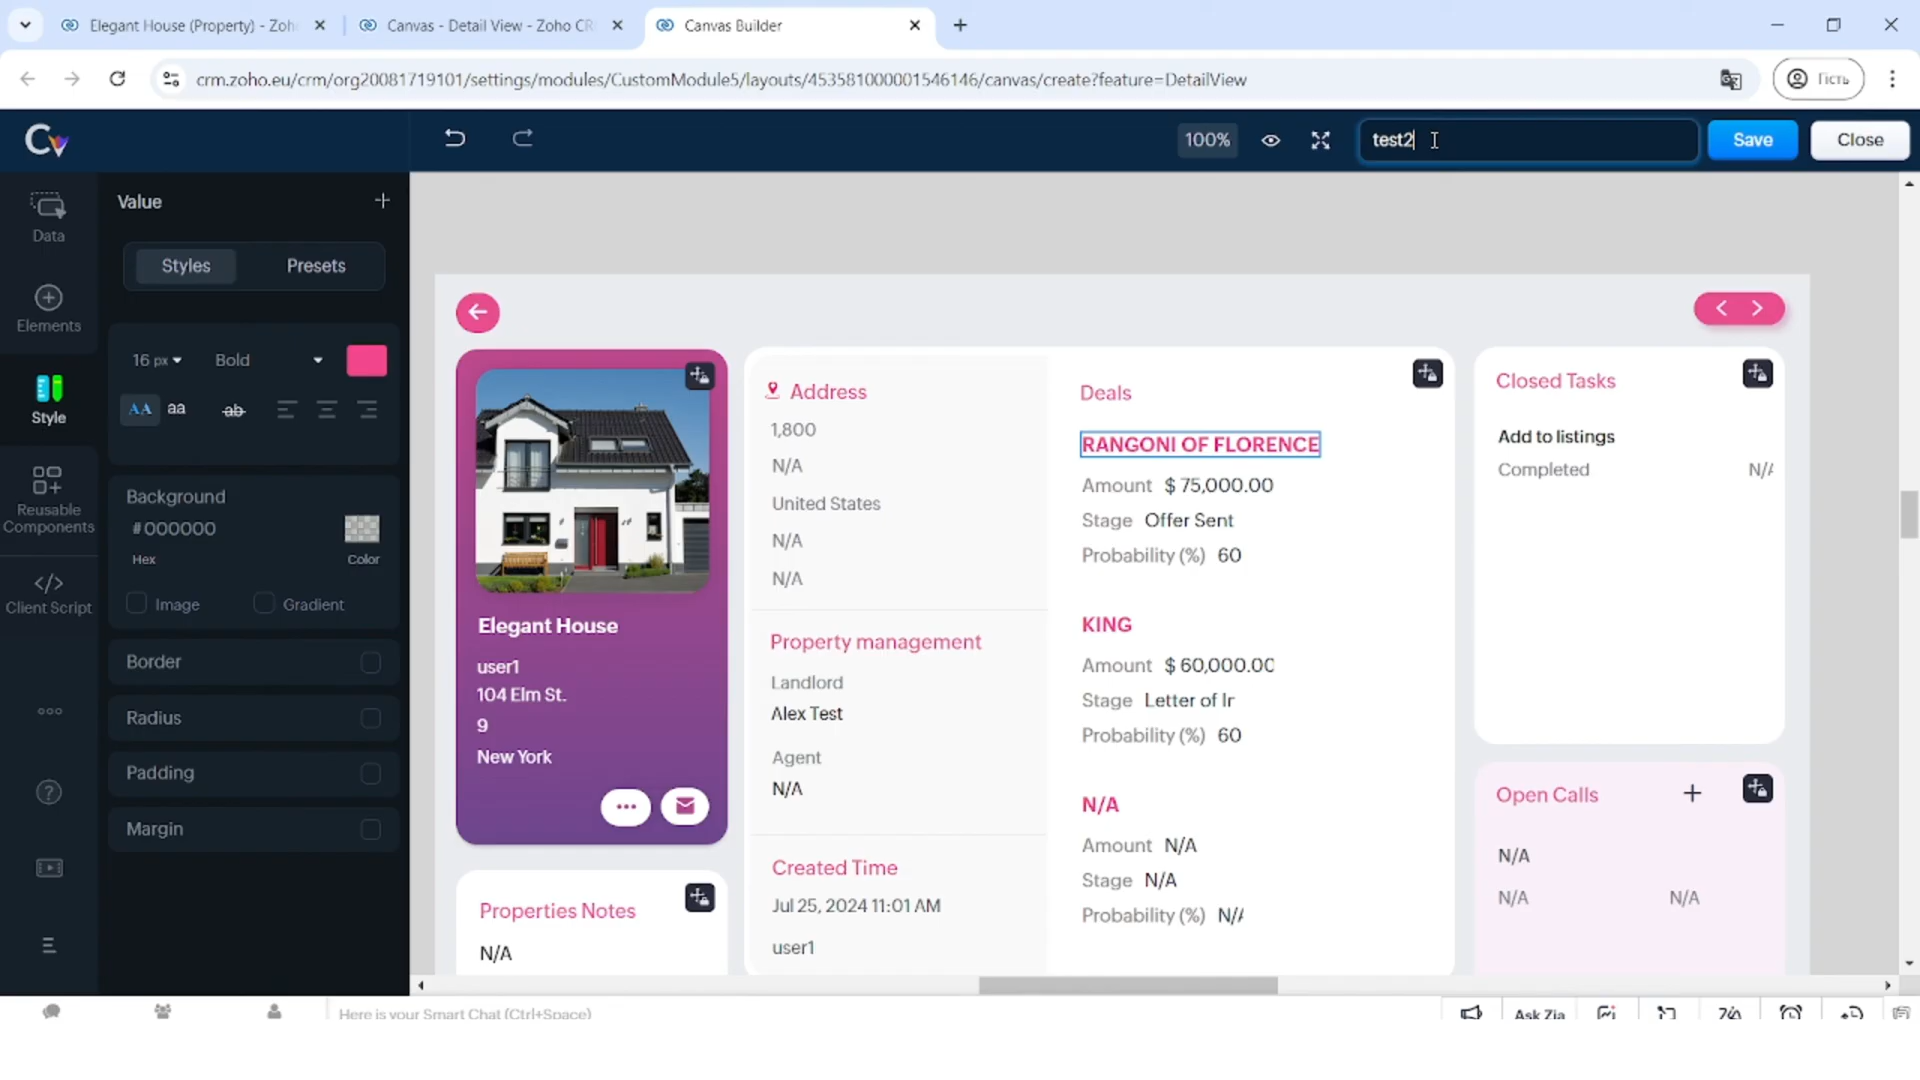 Elegant House (Property) - Zoh
Canvas - Detail View - Zoho CR
Canvas Builder
crm.zoho.eu/crm/org20081719101/settings/modules/CustomModule5/layouts/453581000001546146/canvas/create?feature=DetailView
Гість
Cv
100%
test2
Save
Close
Data
Elements
Style
Reusable
Components
Client Script
Value
Styles
Presets
16 px
Bold
AA
aa
ab
Background
#000000
Hex
Color
Image
Gradient
Border
Radius
Padding
Margin
Elegant House
user1
104 Elm St.
9
New York
Properties Notes
N/A
Address
1,800
N/A
United States
N/A
N/A
Property management
Landlord
Alex Test
Agent
N/A
Created Time
Jul 25, 2024 11:01 AM
user1
Deals
RANGONI OF FLORENCE
Amount $ 75,000.00
Stage Offer Sent
Probability (%) 60
KING
Amount $ 60,000.00
Stage Letter of Ir
Probability (%) 60
N/A
Amount N/A
Stage N/A
Probability (%) N/A
Closed Tasks
Add to listings
Completed N/A
Open Calls
N/A
N/A N/A
Here is your Smart Chat (Ctrl+Space)
Ask Zia